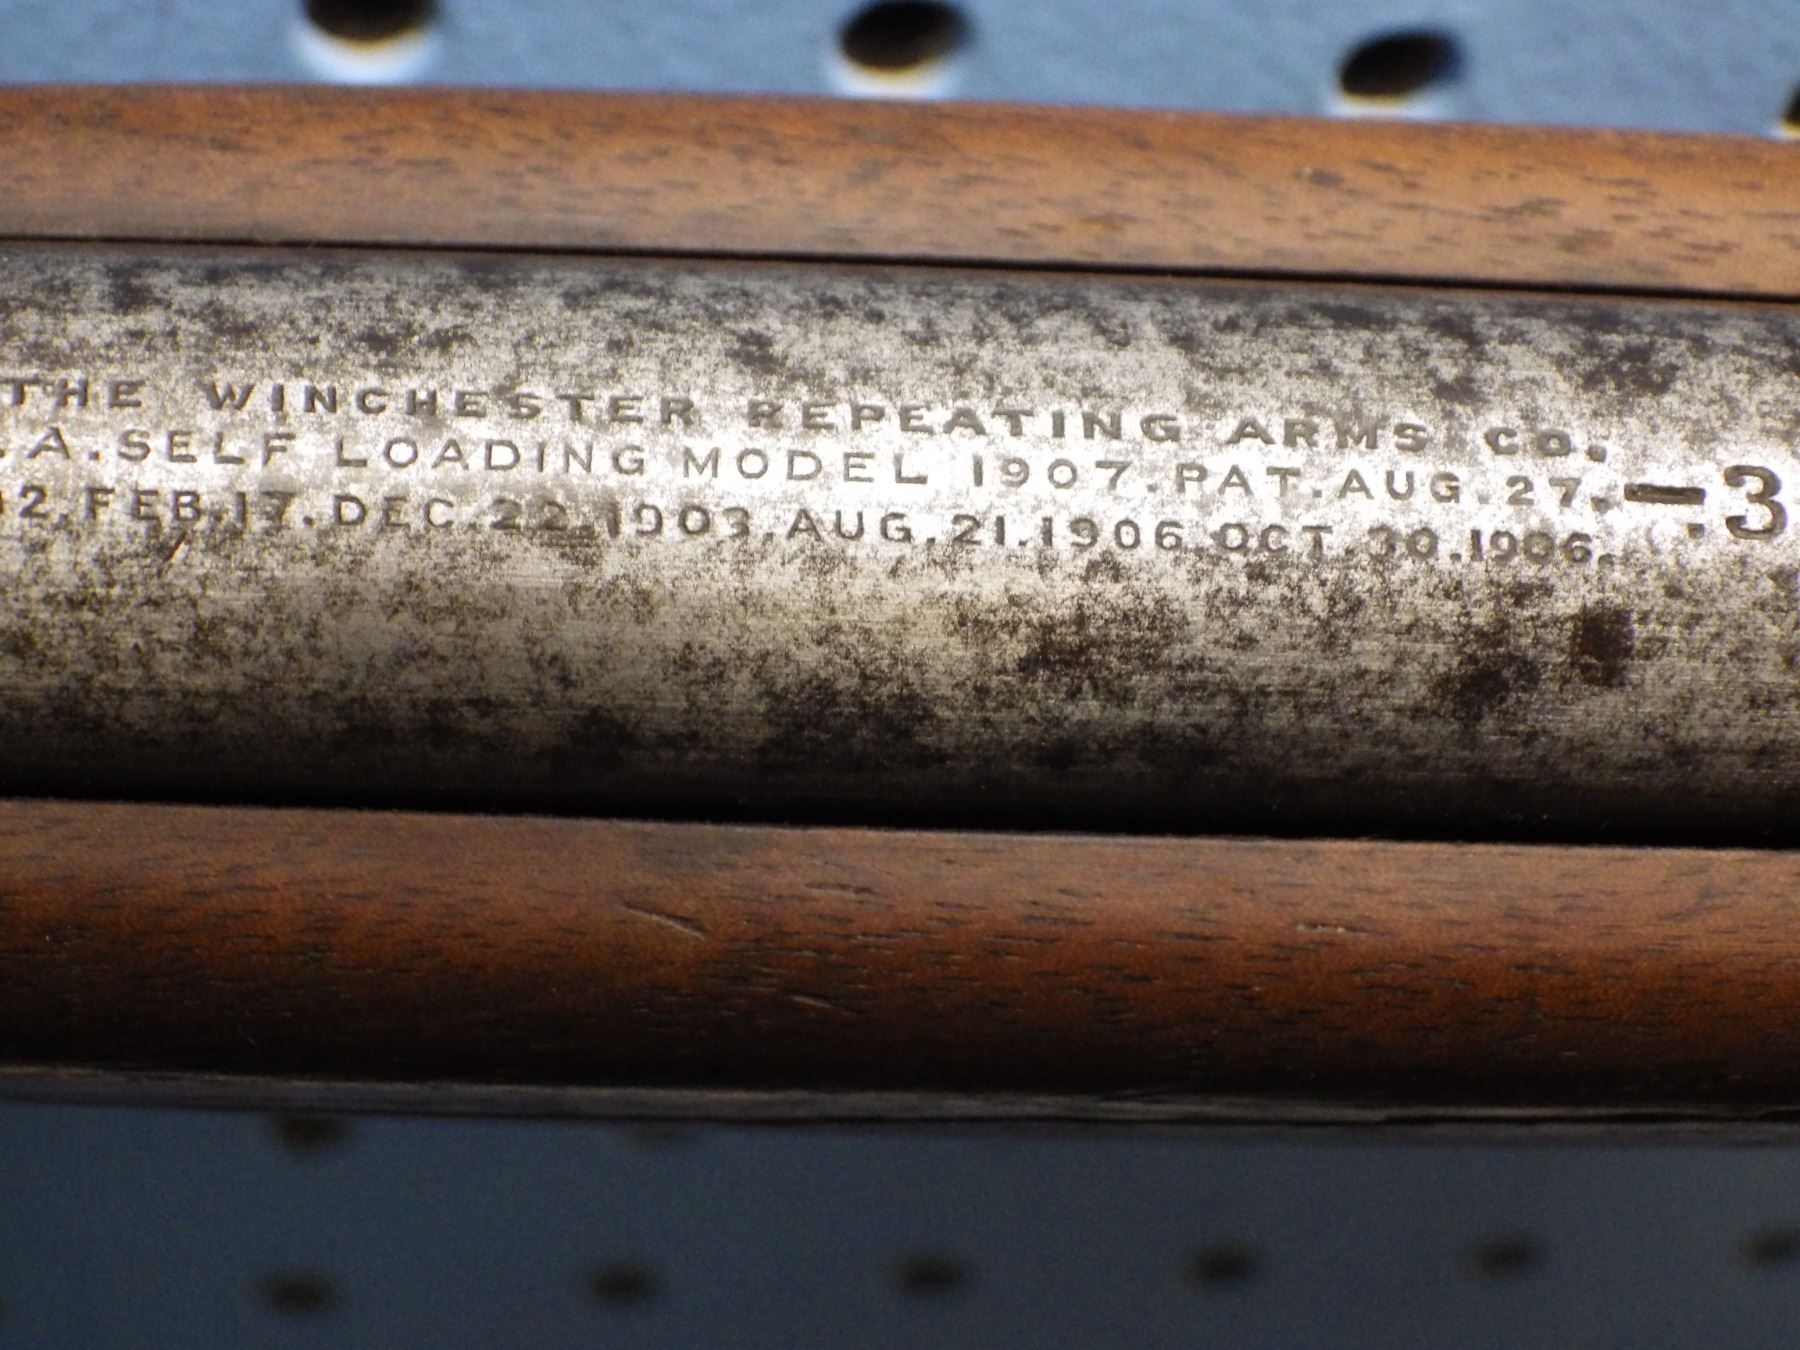 THE WINCHESTER REPEATING ARMS CO.
.A.SELF LOADING MODEL 1907.PAT.AUG.27.
02.FEB.17.DEC.22.1903.AUG.21.1906.OCT.30.1906.
-.3